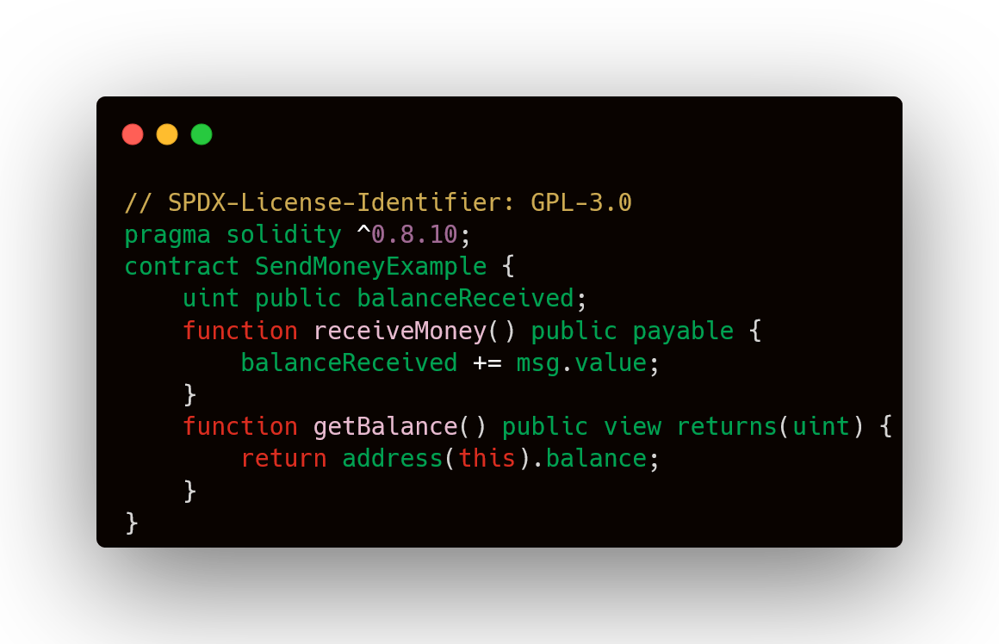 // SPDX-License-Identifier: GPL-3.0
pragma solidity ^0.8.10;
contract SendMoneyExample {
    uint public balanceReceived;
    function receiveMoney() public payable {
        balanceReceived += msg.value;
    }
    function getBalance() public view returns(uint) {
        return address(this).balance;
    }
}